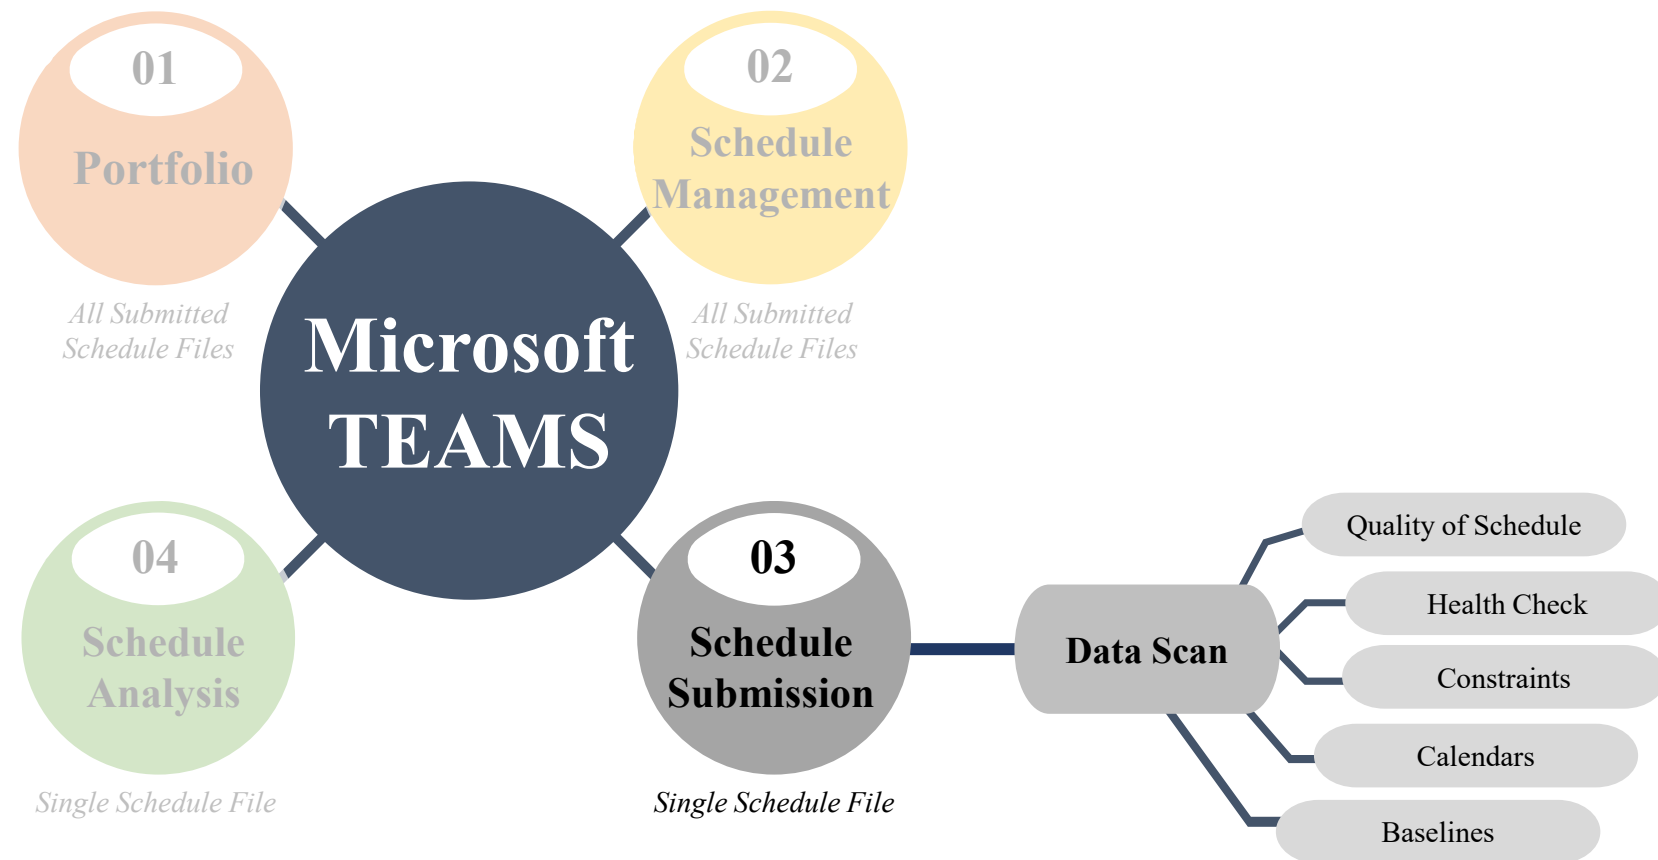 01
Portfolio
All Submitted
Schedule Files
02
Schedule
Management
All Submitted
Schedule Files
Microsoft
TEAMS
04
Schedule
Analysis
Single Schedule File
03
Schedule
Submission
Single Schedule File
Data Scan
Quality of Schedule
Health Check
Constraints
Calendars
Baselines